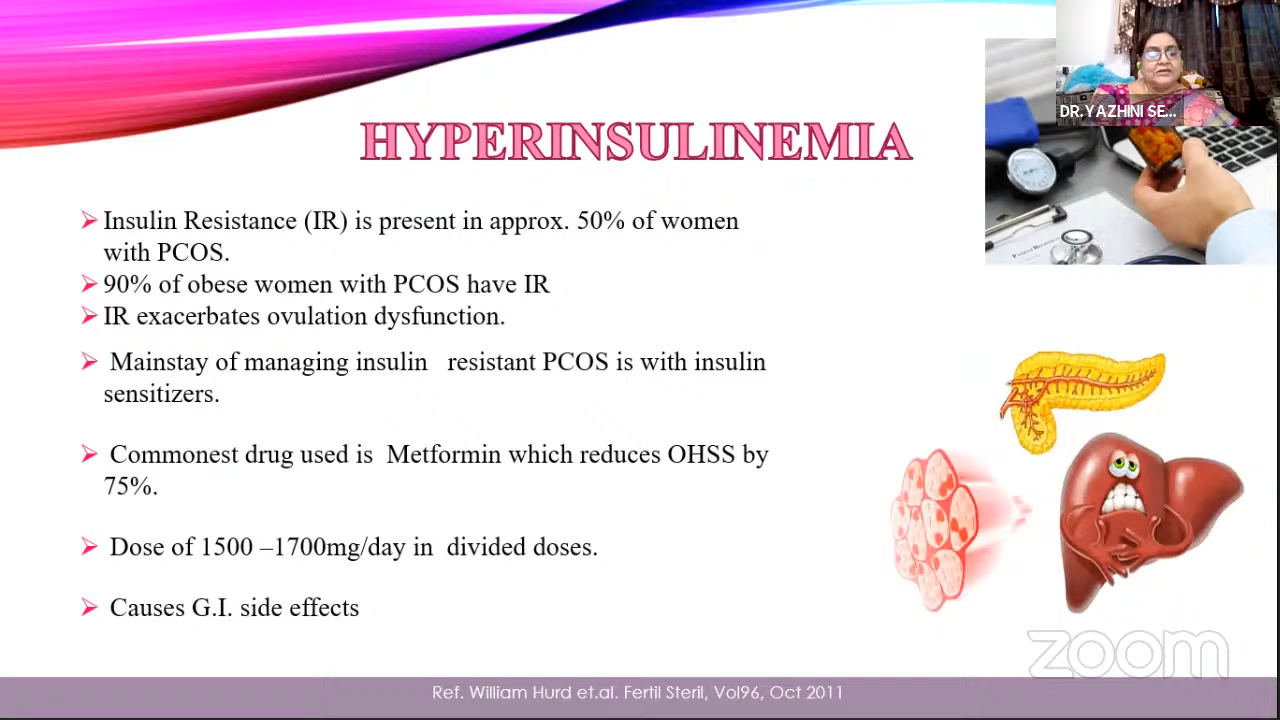 DR.YAZHINI SE...
HYPERINSULINEMIA
➢ Insulin Resistance (IR) is present in approx. 50% of women
with PCOS.
➢ 90% of obese women with PCOS have IR
➢ IR exacerbates ovulation dysfunction.
➢ Mainstay of managing insulin resistant PCOS is with insulin
sensitizers.
➢ Commonest drug used is Metformin which reduces OHSS by
75%.
➢ Dose of 1500 –1700mg/day in divided doses.
➢ Causes G.I. side effects
zoom
Ref. William Hurd et.al. Fertil Steril, Vol96, Oct 2011